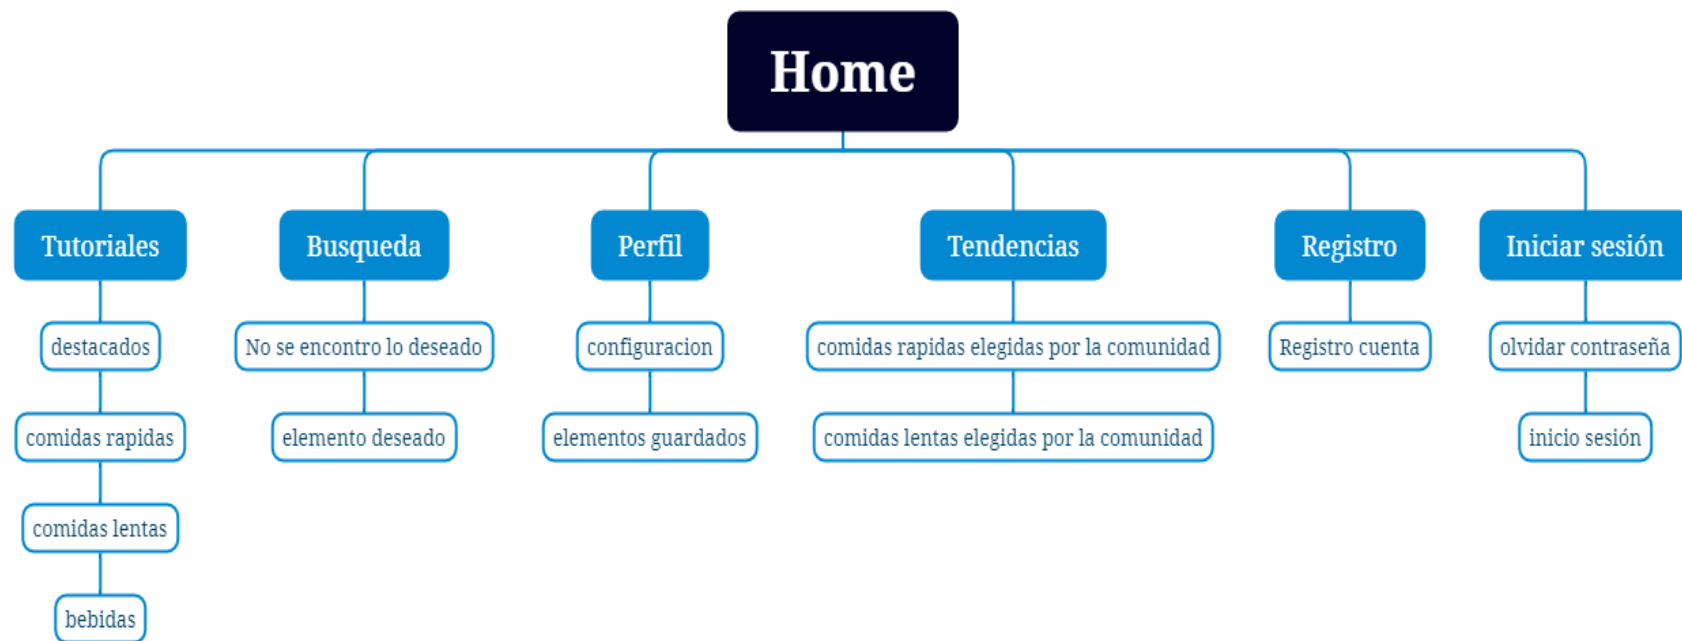 Home
Tutoriales
Busqueda
Perfil
Tendencias
Registro
Iniciar sesión
destacados
No se encontro lo deseado
configuracion
comidas rapidas elegidas por la comunidad
Registro cuenta
olvidar contraseña
comidas rapidas
elemento deseado
elementos guardados
comidas lentas elegidas por la comunidad
inicio sesión
comidas lentas
bebidas